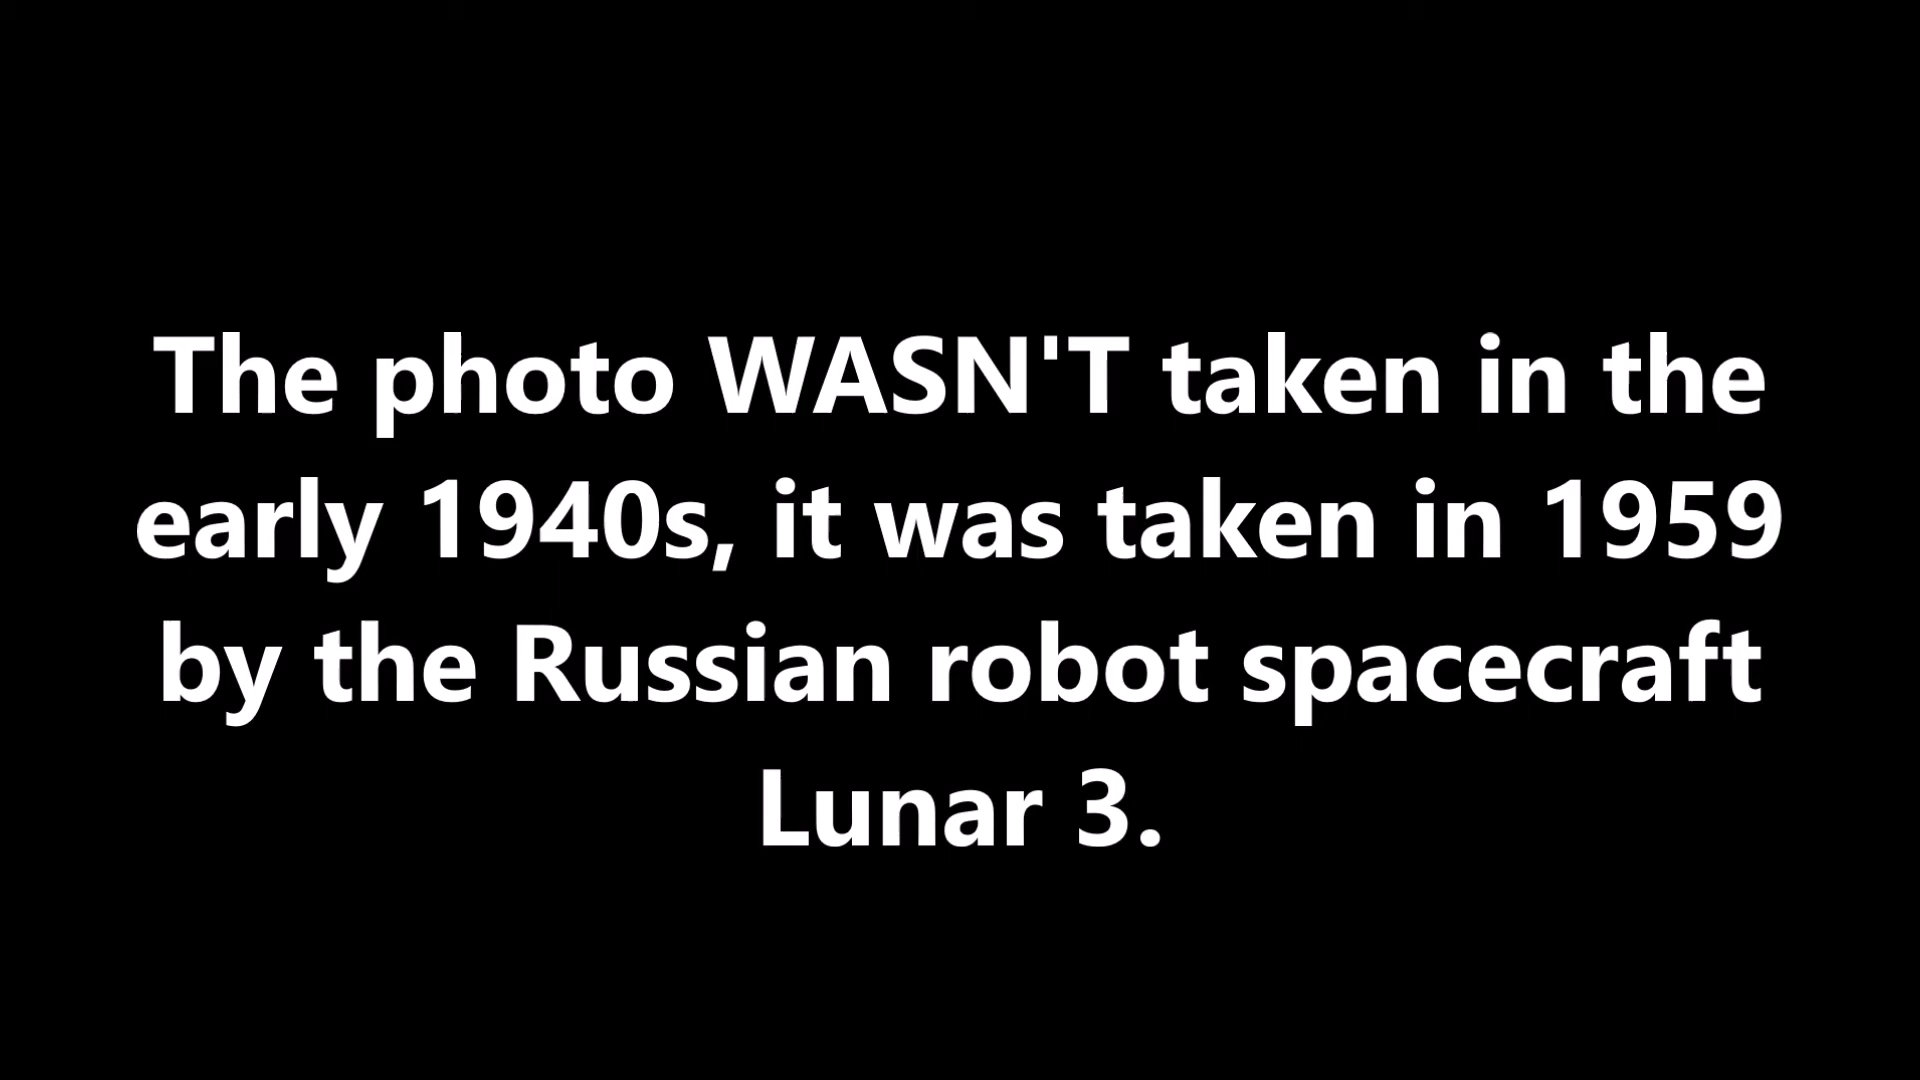 The photo WASN'T taken in the
early 1940s, it was taken in 1959
by the Russian robot spacecraft
Lunar 3.